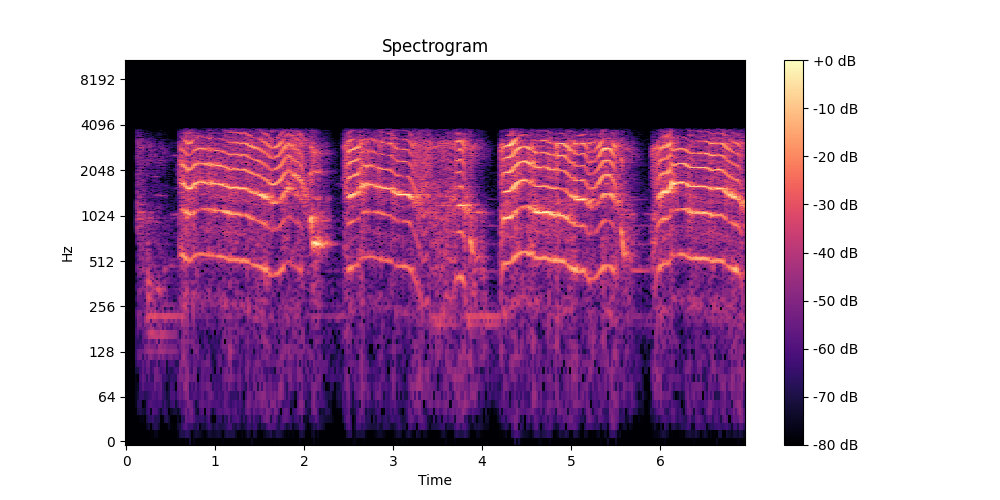 Spectrogram
8192
4096
2048
1024
512
256
128
64
0
Hz
0 1 2 3 4 5 6
Time
+0 dB
-10 dB
-20 dB
-30 dB
-40 dB
-50 dB
-60 dB
-70 dB
-80 dB